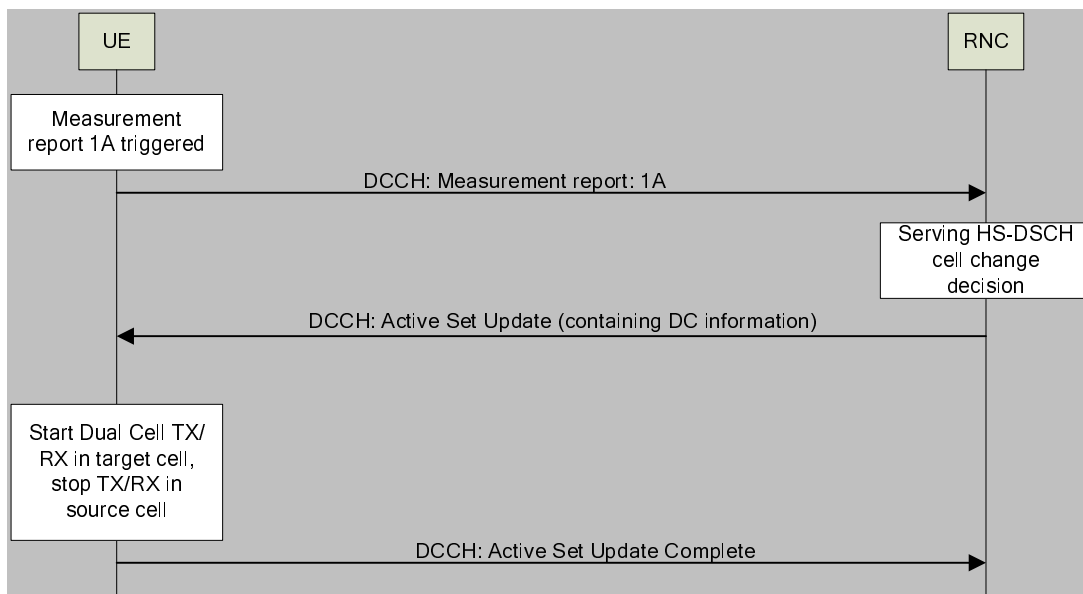 UE
RNC
Measurement
report 1A triggered
DCCH: Measurement report: 1A
Serving HS-DSCH
cell change
decision
DCCH: Active Set Update (containing DC information)
Start Dual Cell TX/
RX in target cell,
stop TX/RX in
source cell
DCCH: Active Set Update Complete